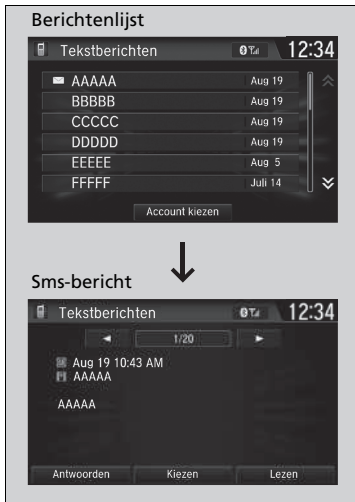 Berichtenlijst
Tekstberichten 12:34
AAAAA Aug 19
BBBBB Aug 19
CCCCC Aug 19
DDDDD Aug 19
EEEEE Aug 5
FFFFF Juli 14
Account kiezen
Sms-bericht
Tekstberichten 12:34
1/20
Aug 19 10:43 AM
AAAAA
AAAAA
Antwoorden Kiezen Lezen